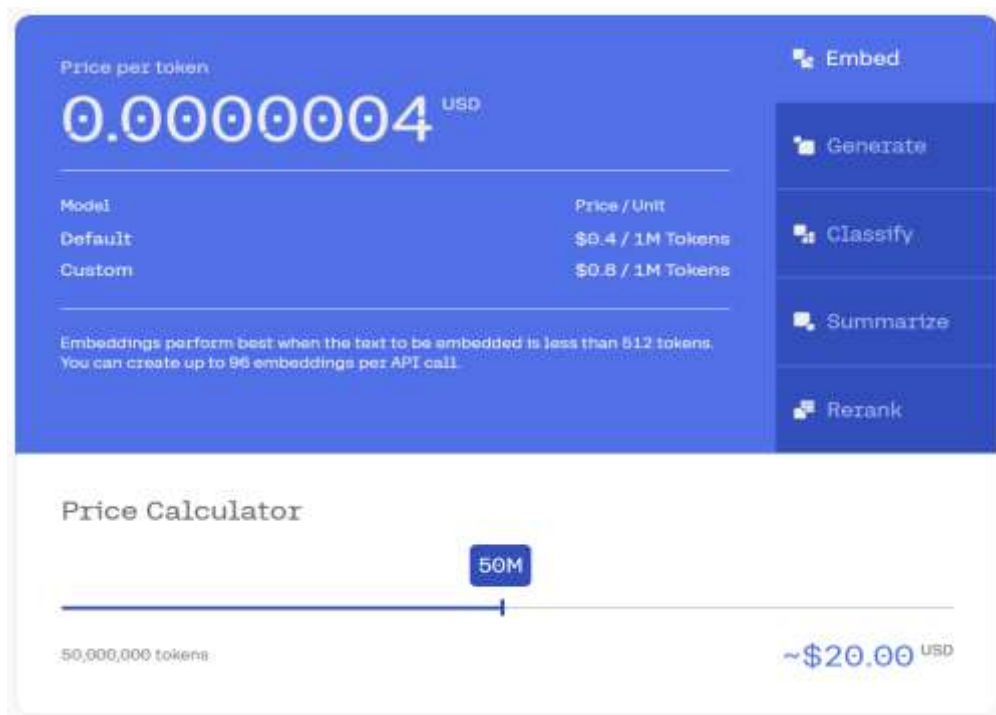 Price per token
0.0000004 USD
Model Price / Unit
Default $0.4 / 1M Tokens
Custom $0.8 / 1M Tokens
Embeddings perform best when the text to be embedded is less than 512 tokens.
You can create up to 96 embeddings per API call.
Embed
Generate
Classify
Summarize
Rerank
Price Calculator
50M
50,000,000 tokens
~$20.00 USD